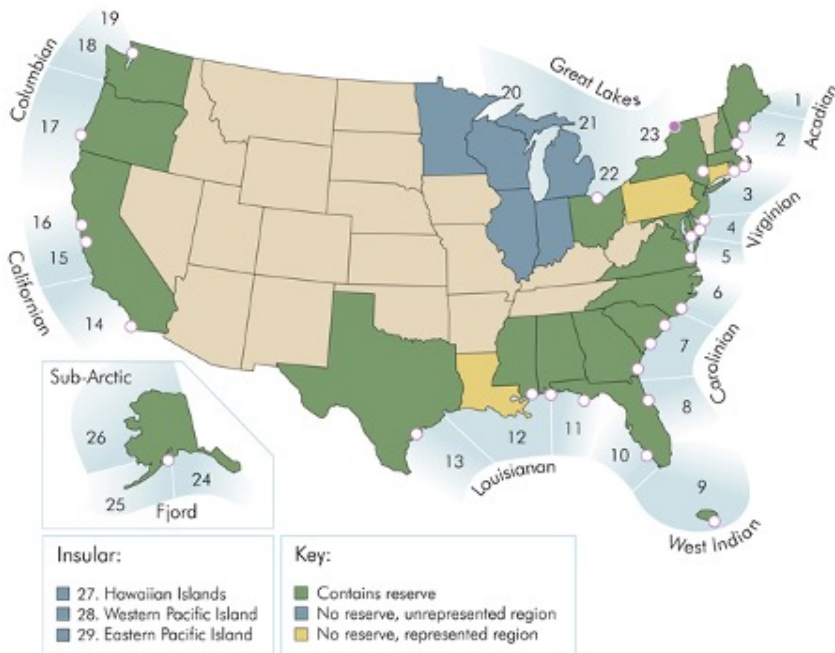 19
18
Columbian
17
16
15
Californian
14
20
Great Lakes
21
23
22
1
Acadian
2
3
Virginian
4
5
6
Carolinian
7
8
9
West Indian
10
11
12
Louisianan
13
Sub-Arctic
26
25
24
Fjord
Insular:
27. Hawaiian Islands
28. Western Pacific Island
29. Eastern Pacific Island
Key:
Contains reserve
No reserve, unrepresented region
No reserve, represented region